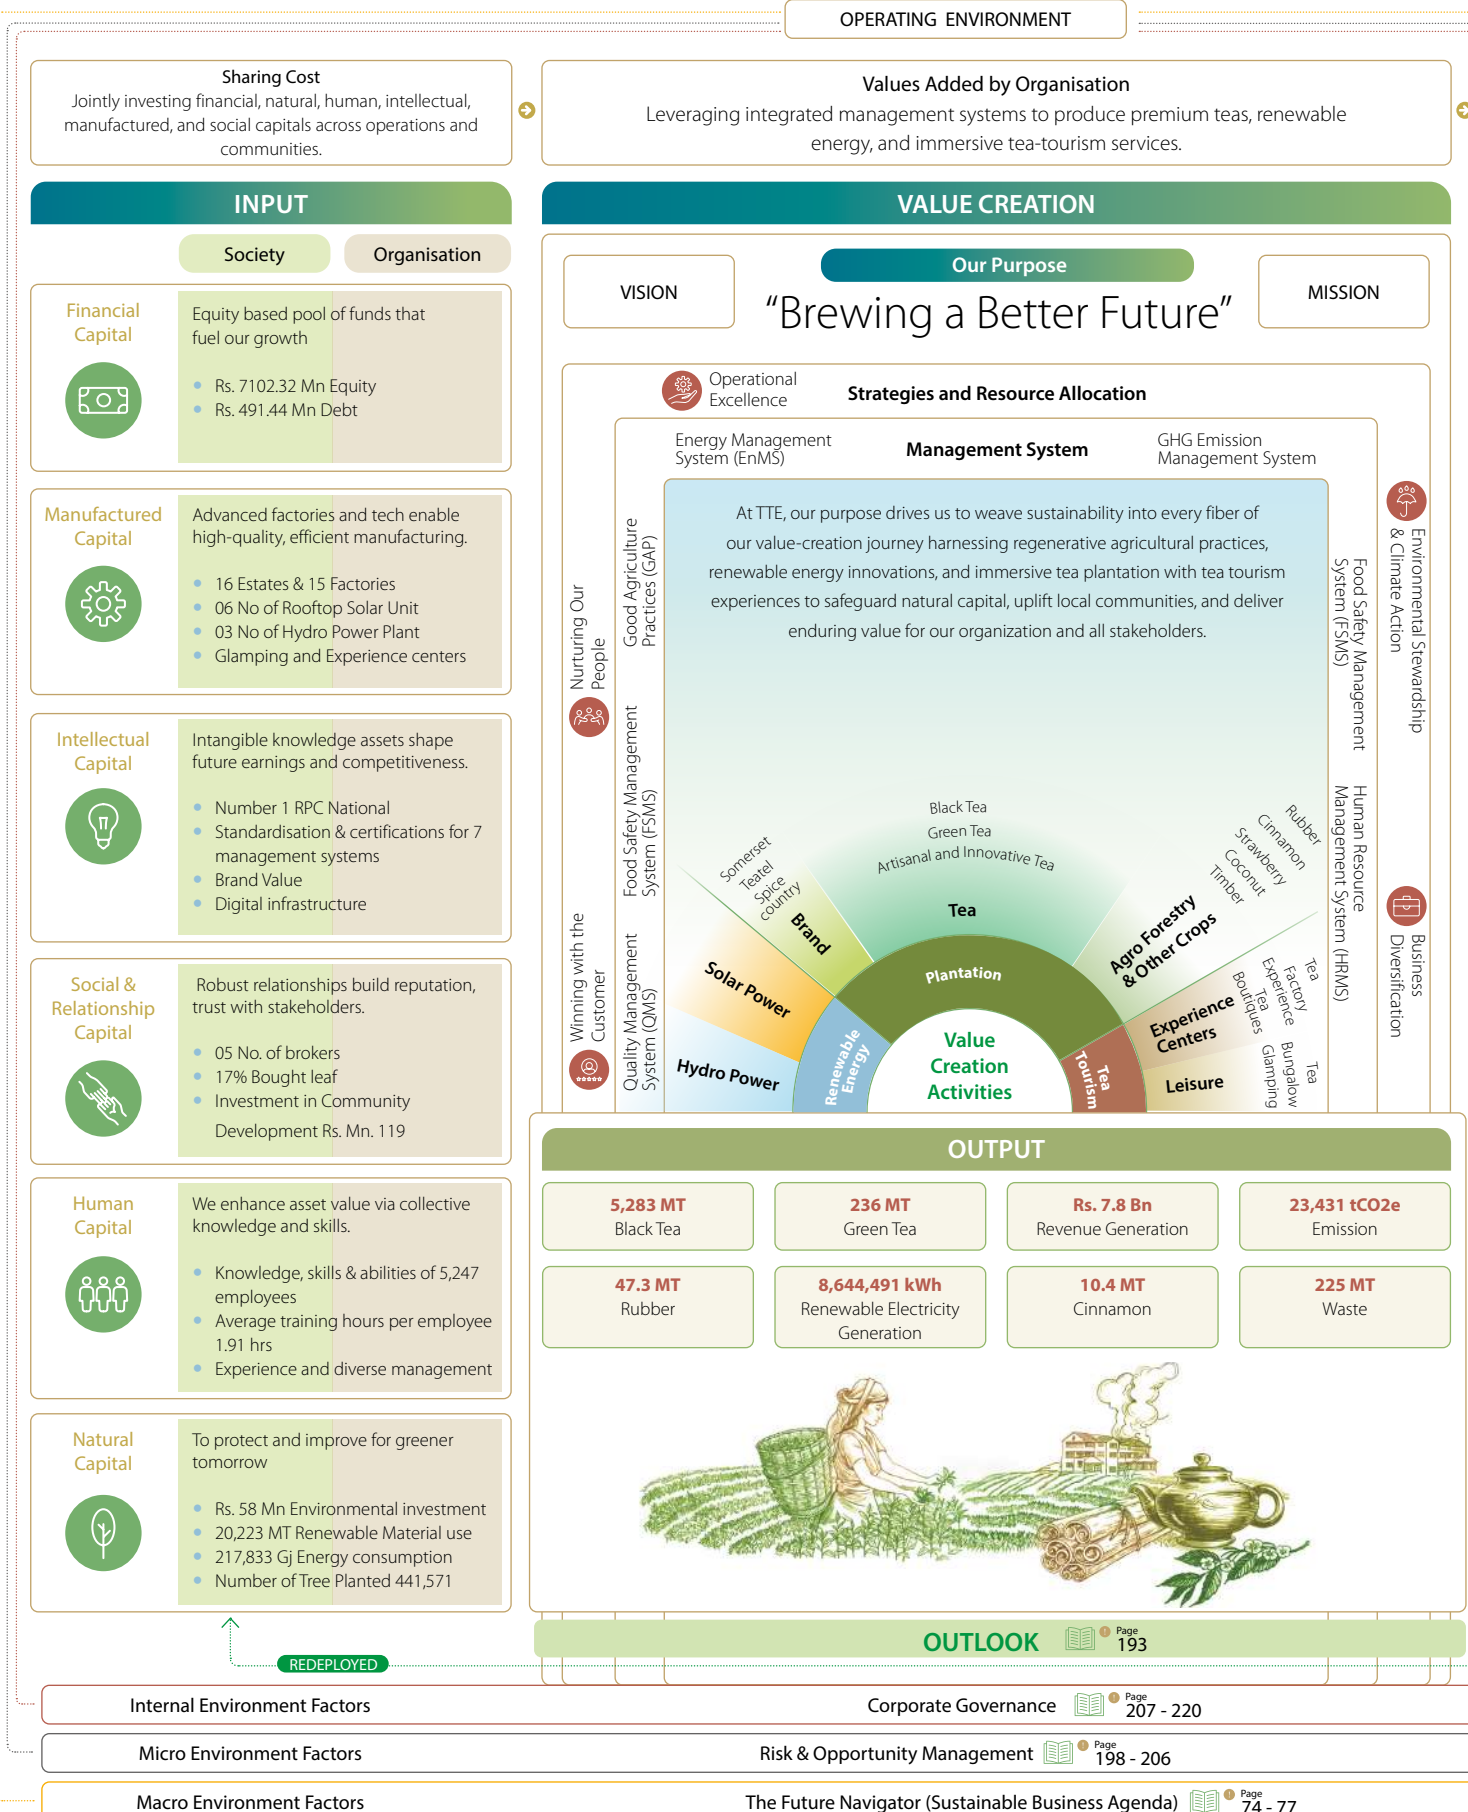 OPERATING ENVIRONMENT
Sharing Cost
Jointly investing financial, natural, human, intellectual,
manufactured, and social capitals across operations and
communities.
Values Added by Organisation
Leveraging integrated management systems to produce premium teas, renewable
energy, and immersive tea-tourism services.
INPUT
Society
Organisation
Financial
Capital
Equity based pool of funds that
fuel our growth
• Rs. 7102.32 Mn Equity
• Rs. 491.44 Mn Debt
Manufactured
Capital
Advanced factories and tech enable
high-quality, efficient manufacturing.
• 16 Estates & 15 Factories
• 06 No of Rooftop Solar Unit
• 03 No of Hydro Power Plant
• Glamping and Experience centers
Intellectual
Capital
Intangible knowledge assets shape
future earnings and competitiveness.
• Number 1 RPC National
• Standardisation & certifications for 7
management systems
• Brand Value
• Digital infrastructure
Social &
Relationship
Capital
Robust relationships build reputation,
trust with stakeholders.
• 05 No. of brokers
• 17% Bought leaf
• Investment in Community
Development Rs. Mn. 119
Human
Capital
We enhance asset value via collective
knowledge and skills.
• Knowledge, skills & abilities of 5,247
employees
• Average training hours per employee
1.91 hrs
• Experience and diverse management
Natural
Capital
To protect and improve for greener
tomorrow
• Rs. 58 Mn Environmental investment
• 20,223 MT Renewable Material use
• 217,833 Gj Energy consumption
• Number of Tree Planted 441,571
VALUE CREATION
VISION
Our Purpose
"Brewing a Better Future"
MISSION
Operational
Excellence
Strategies and Resource Allocation
Energy Management
System (EnMS)
Management System
GHG Emission
Management System
Nurturing Our
People
Winning with the
Customer
Good Agriculture
Practices (GAP)
Food Safety Management
System (FSMS)
Quality Management
System (QMS)
At TTE, our purpose drives us to weave sustainability into every fiber of
our value-creation journey harnessing regenerative agricultural practices,
renewable energy innovations, and immersive tea plantation with tea tourism
experiences to safeguard natural capital, uplift local communities, and deliver
enduring value for our organization and all stakeholders.
Food Safety Management
System (FSMS)
Human Resource
Management System (HRMS)
Environmental Stewardship
& Climate Action
Business
Diversification
Somerset
Teatel
Spice
country
Brand
Black Tea
Green Tea
Artisanal and Innovative Tea
Tea
Rubber
Cinnamon
Strawberry
Coconut
Timber
Agro Forestry
& Other Crops
Solar Power
Hydro Power
Plantation
Renewable
Energy
Tea
Tourism
Value
Creation
Activities
Experience
Centers
Tea
Factory
Experience
Tea
Boutiques
Leisure
Tea
Bungalow
Glamping
OUTPUT
5,283 MT
Black Tea
236 MT
Green Tea
Rs. 7.8 Bn
Revenue Generation
23,431 tCO2e
Emission
47.3 MT
Rubber
8,644,491 kWh
Renewable Electricity
Generation
10.4 MT
Cinnamon
225 MT
Waste
OUTLOOK
Page
193
REDEPLOYED
Internal Environment Factors
Corporate Governance
Page
207 - 220
Micro Environment Factors
Risk & Opportunity Management
Page
198 - 206
Macro Environment Factors
The Future Navigator (Sustainable Business Agenda)
Page
74 - 77